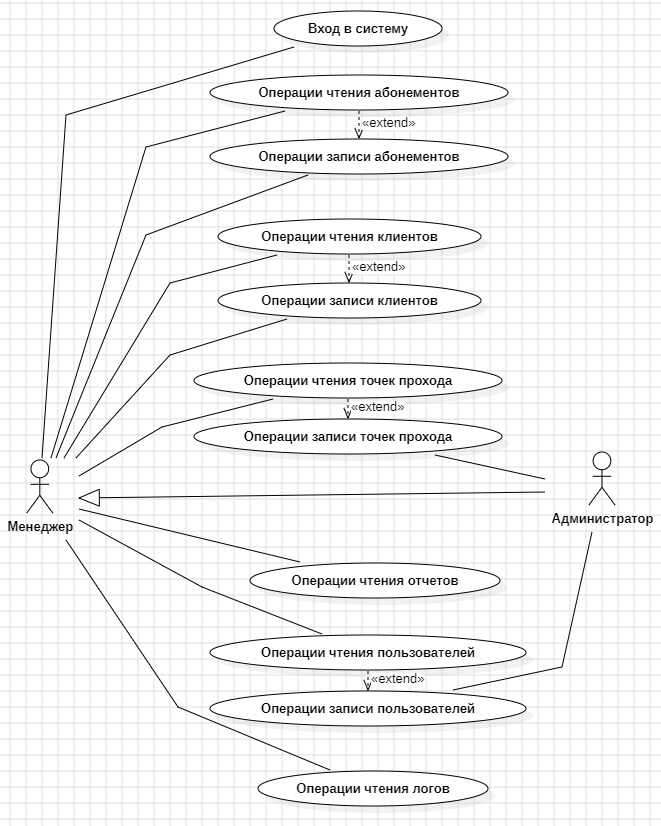 Вход в систему
Операции чтения абонементов
«extend»
Операции записи абонементов
Операции чтения клиентов
«extend»
Операции записи клиентов
Операции чтения точек прохода
«extend»
Операции записи точек прохода
Менеджер
Администратор
Операции чтения отчетов
Операции чтения пользователей
«extend»
Операции записи пользователей
Операции чтения логов